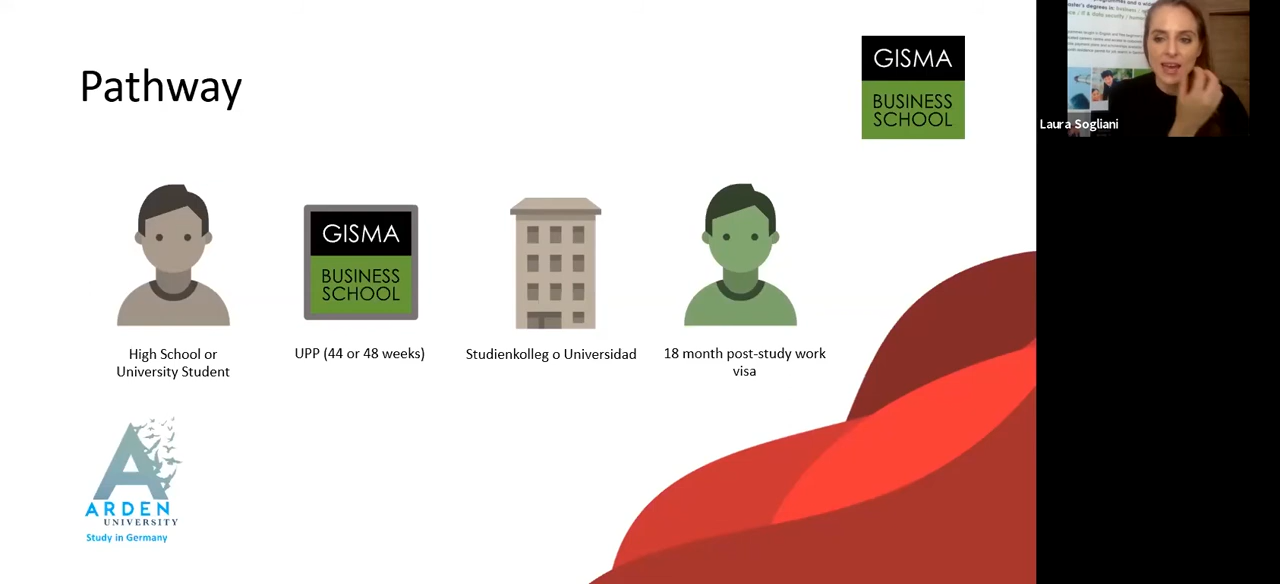 Pathway
GISMA
BUSINESS
SCHOOL
GISMA
BUSINESS
SCHOOL
High School or
University Student
UPP (44 or 48 weeks)
Studienkolleg o Universidad
18 month post-study work
visa
ARDEN
UNIVERSITY
Study in Germany
Laura Sogliani